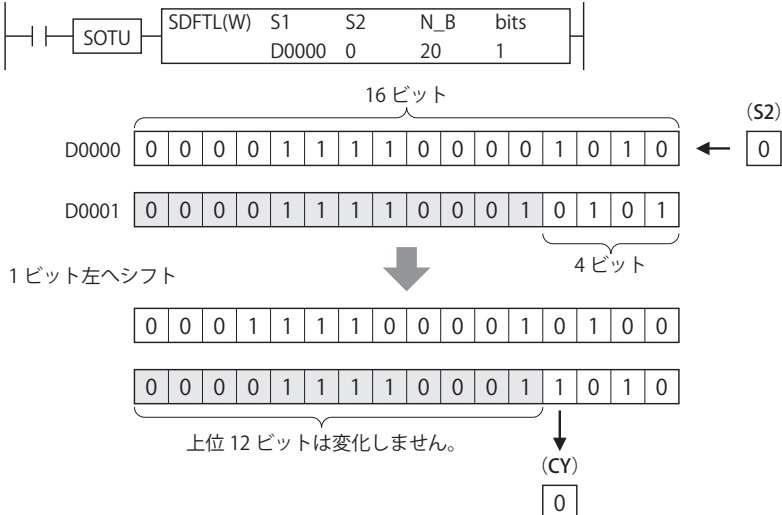 SOTU
SDFTL(W) S1 S2 N_B bits
D0000 0 20 1
16 ビット
(S2)
D0000 0 0 0 0 1 1 1 1 0 0 0 0 1 0 1 0 0
D0001 0 0 0 0 1 1 1 1 0 0 0 1 0 1 0 1
4 ビット
1 ビット左へシフト
0 0 0 1 1 1 1 0 0 0 0 1 0 1 0 0
0 0 0 0 1 1 1 1 0 0 0 1 1 0 1 0
上位 12 ビットは変化しません。
(CY)
0